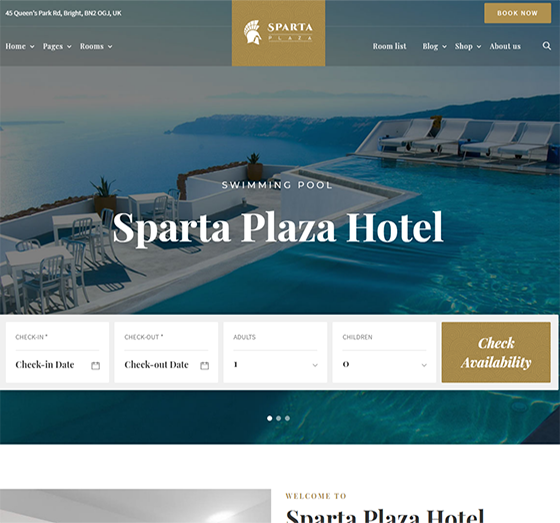 45 Queen's Park Rd, Bright, BN2 OGJ, UK
BOOK NOW
SPARTA
PLAZA
Home Pages Rooms
Room list Blog Shop About us
SWIMMING POOL
Sparta Plaza Hotel
CHECK-IN *
Check-in Date
CHECK-OUT *
Check-out Date
ADULTS
1
CHILDREN
0
Check
Availability
WELCOME TO
Sparta Plaza Hotel